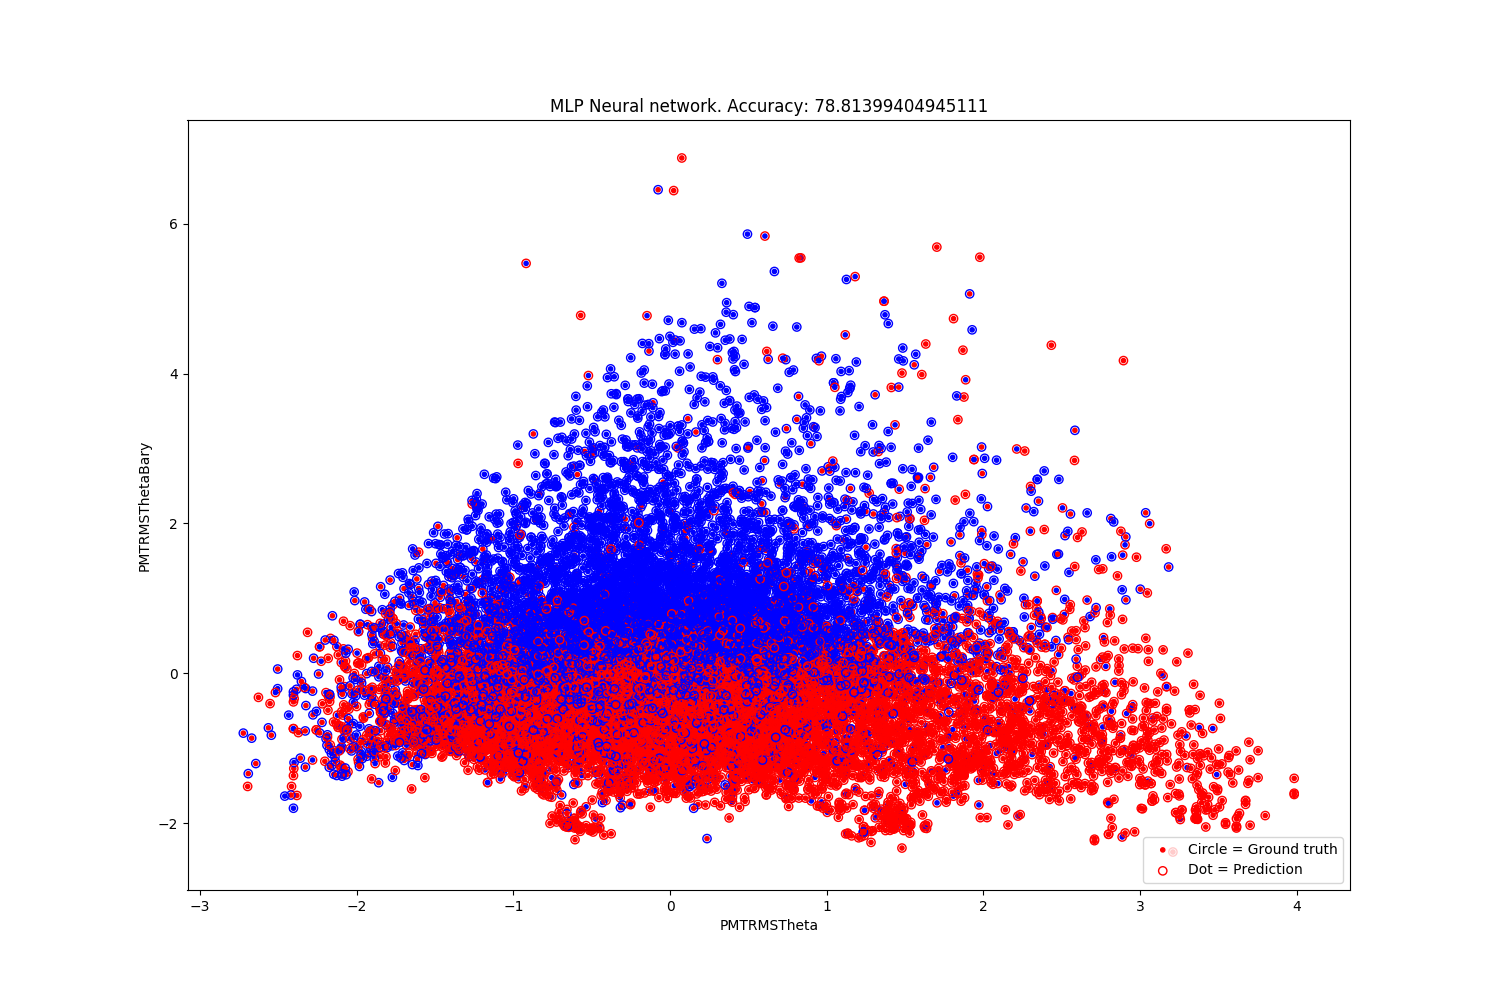 MLP Neural network. Accuracy: 78.81399404945111
6
4
2
0
−2
PMTRMSThetaBary
Circle = Ground truth
Dot = Prediction
−3 −2 −1 0 1 2 3 4
PMTRMSTheta